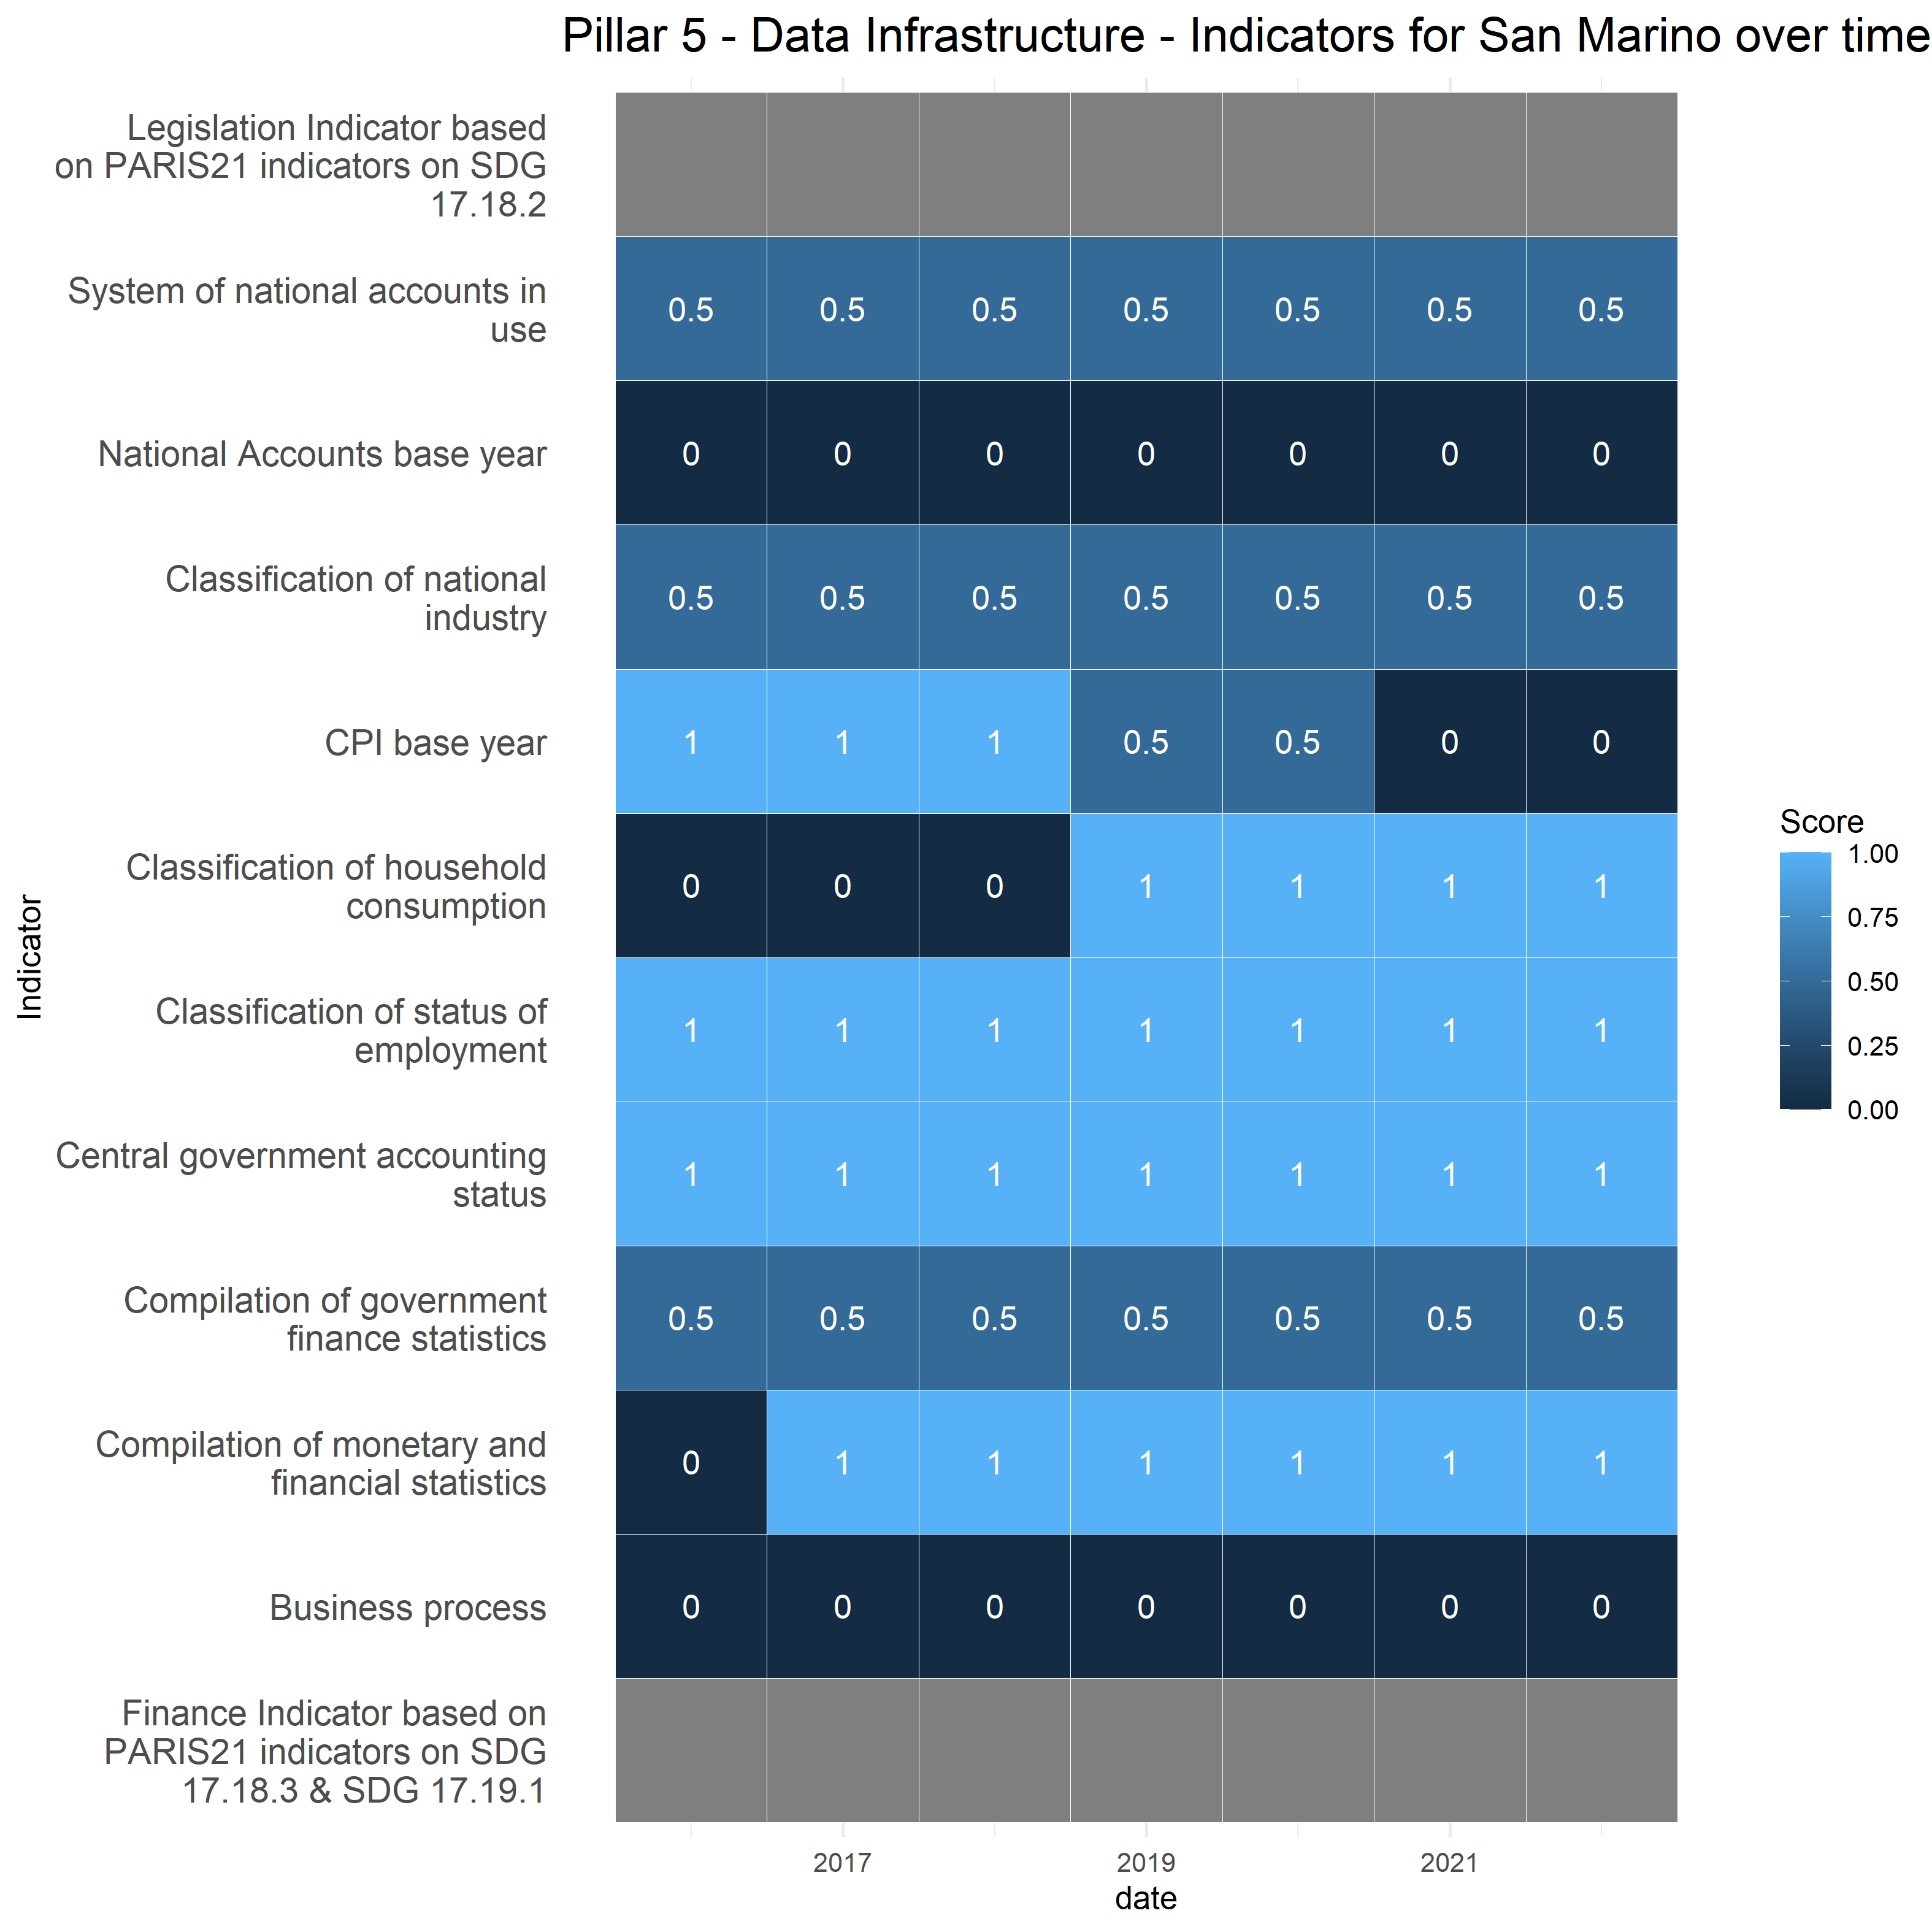 Pillar 5 - Data Infrastructure - Indicators for San Marino over time
Indicator
Legislation Indicator based
on PARIS21 indicators on SDG
17.18.2
System of national accounts in
use
0.5 0.5 0.5 0.5 0.5 0.5 0.5
National Accounts base year
0 0 0 0 0 0 0
Classification of national
industry
0.5 0.5 0.5 0.5 0.5 0.5 0.5
CPI base year
1 1 1 0.5 0.5 0 0
Classification of household
consumption
0 0 0 1 1 1 1
Classification of status of
employment
1 1 1 1 1 1 1
Central government accounting
status
1 1 1 1 1 1 1
Compilation of government
finance statistics
0.5 0.5 0.5 0.5 0.5 0.5 0.5
Compilation of monetary and
financial statistics
0 1 1 1 1 1 1
Business process
0 0 0 0 0 0 0
Finance Indicator based on
PARIS21 indicators on SDG
17.18.3 & SDG 17.19.1
2017 2019 2021
date
Score
1.00
0.75
0.50
0.25
0.00